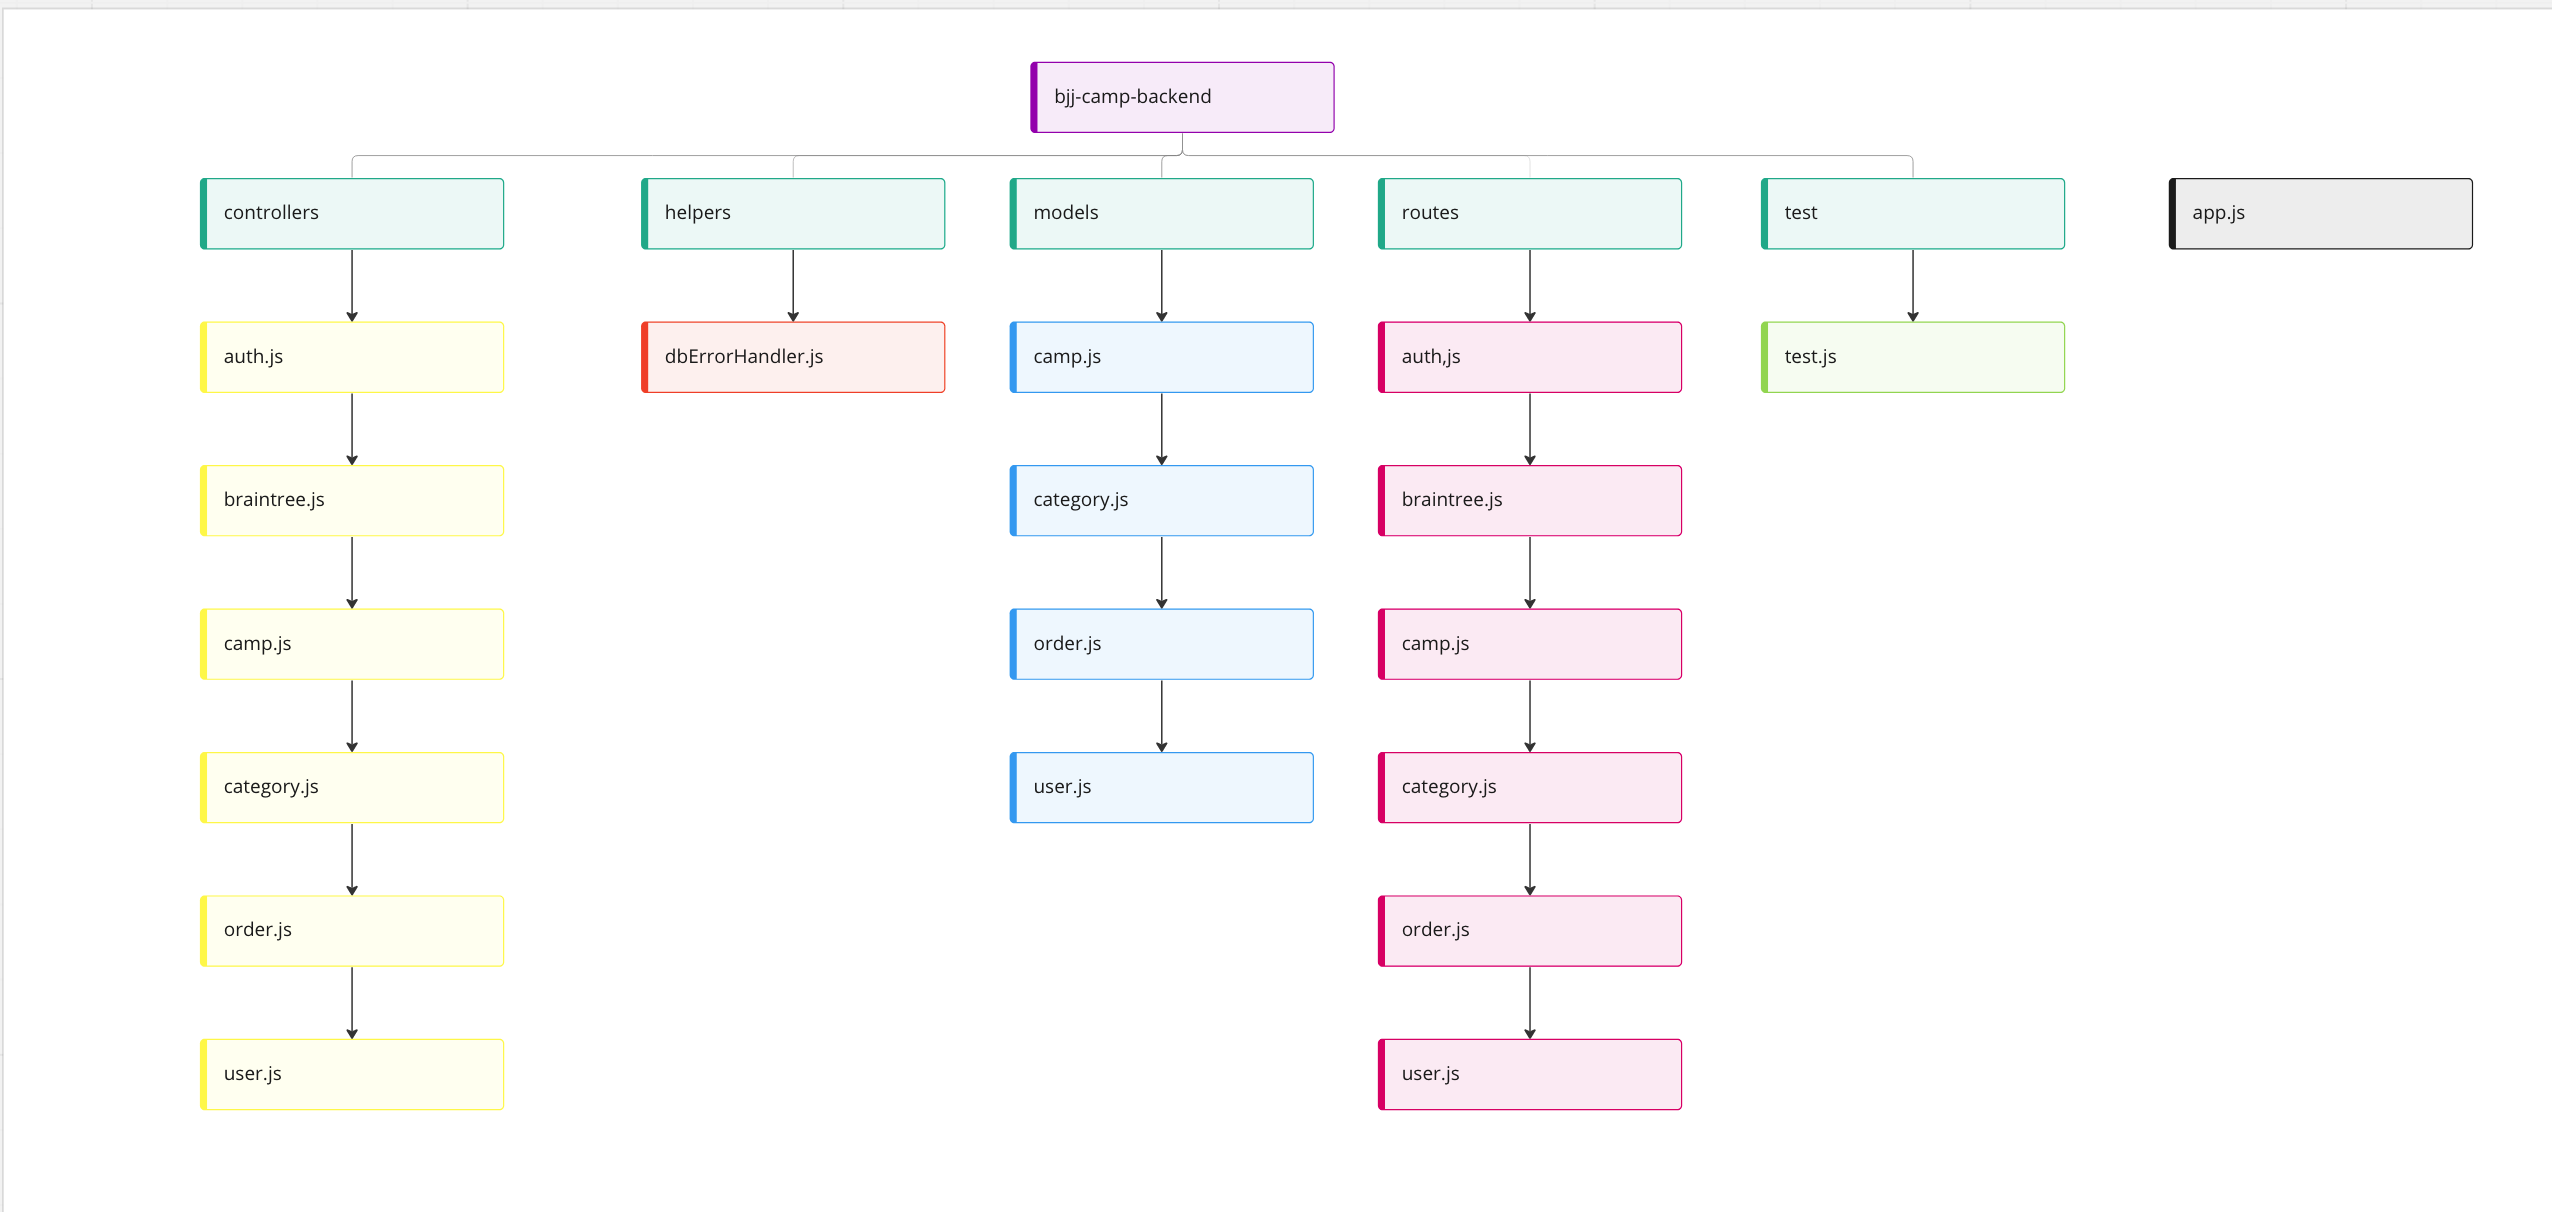 bjj-camp-backend
controllers
helpers
models
routes
test
app.js
auth.js
dbErrorHandler.js
camp.js
auth,js
test.js
braintree.js
category.js
braintree.js
camp.js
order.js
camp.js
category.js
user.js
category.js
order.js
order.js
user.js
user.js